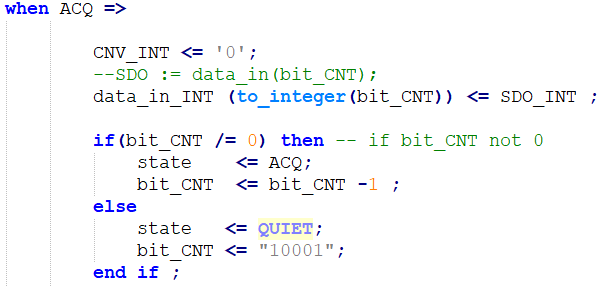 when ACQ =>
CNV_INT <= '0';
--SDO := data_in(bit_CNT);
data_in_INT (to_integer(bit_CNT)) <= SDO_INT ;
if(bit_CNT /= 0) then -- if bit_CNT not 0
state <= ACQ;
bit_CNT <= bit_CNT -1 ;
else
state <= QUIET;
bit_CNT <= "10001";
end if ;